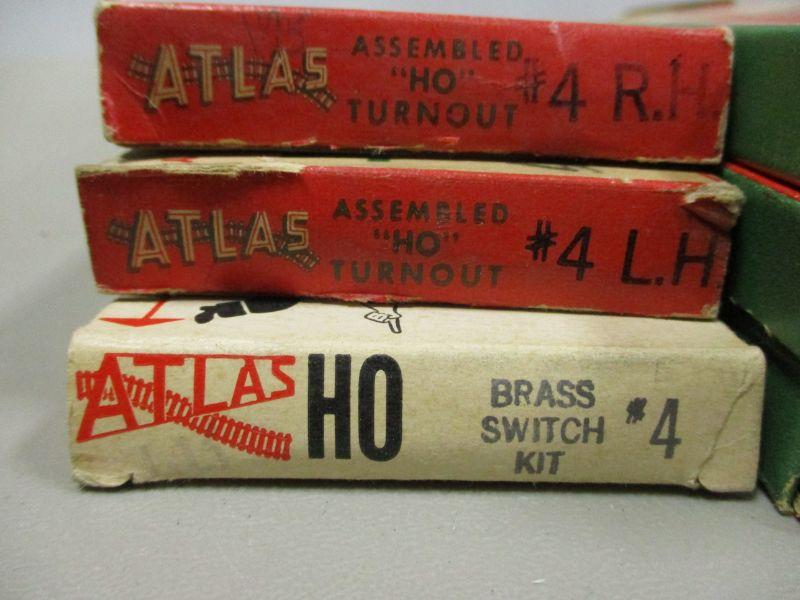 ATLAS
ASSEMBLED
"HO"
TURNOUT
#4 R.H.
ATLAS
ASSEMBLED
"HO"
TURNOUT
#4 L.H.
ATLAS
HO
BRASS
SWITCH
KIT
#4